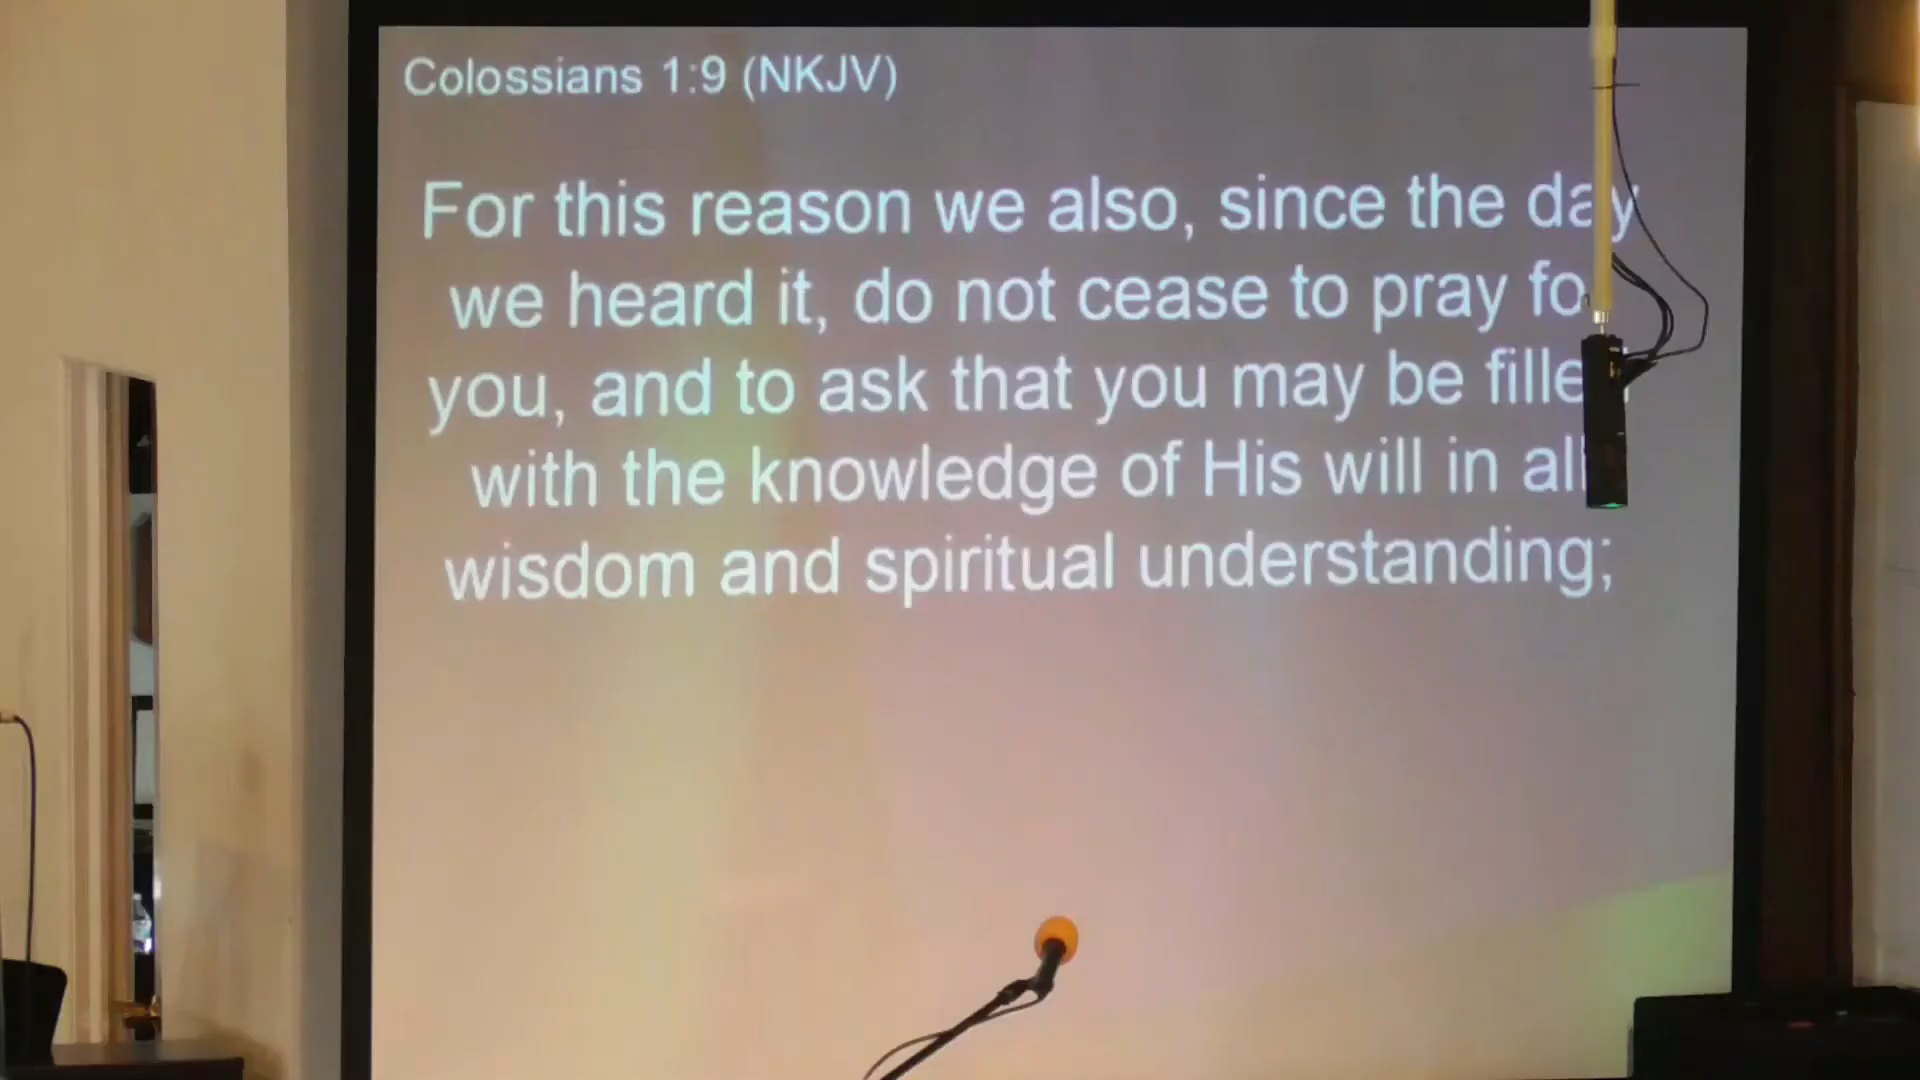 Colossians 1:9 (NKJV)
For this reason we also, since the day
we heard it, do not cease to pray for
you, and to ask that you may be filled
with the knowledge of His will in all
wisdom and spiritual understanding;